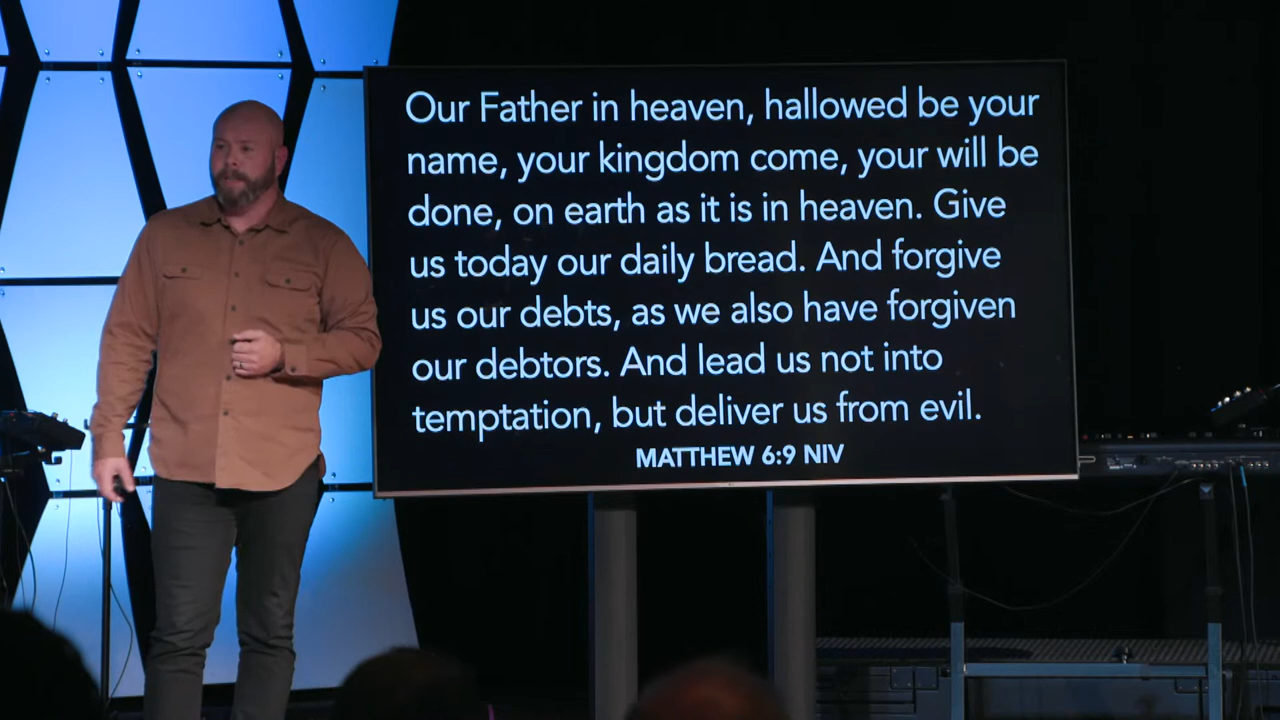 Our Father in heaven, hallowed be your
name, your kingdom come, your will be
done, on earth as it is in heaven. Give
us today our daily bread. And forgive
us our debts, as we also have forgiven
our debtors. And lead us not into
temptation, but deliver us from evil.
MATTHEW 6:9 NIV